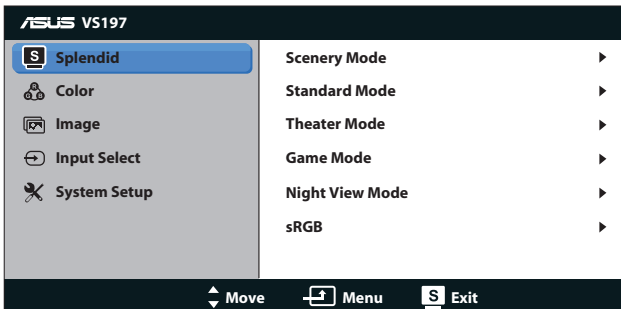 ASUS VS197
S Splendid
Color
Image
Input Select
System Setup
Scenery Mode
Standard Mode
Theater Mode
Game Mode
Night View Mode
sRGB
Move Menu S Exit